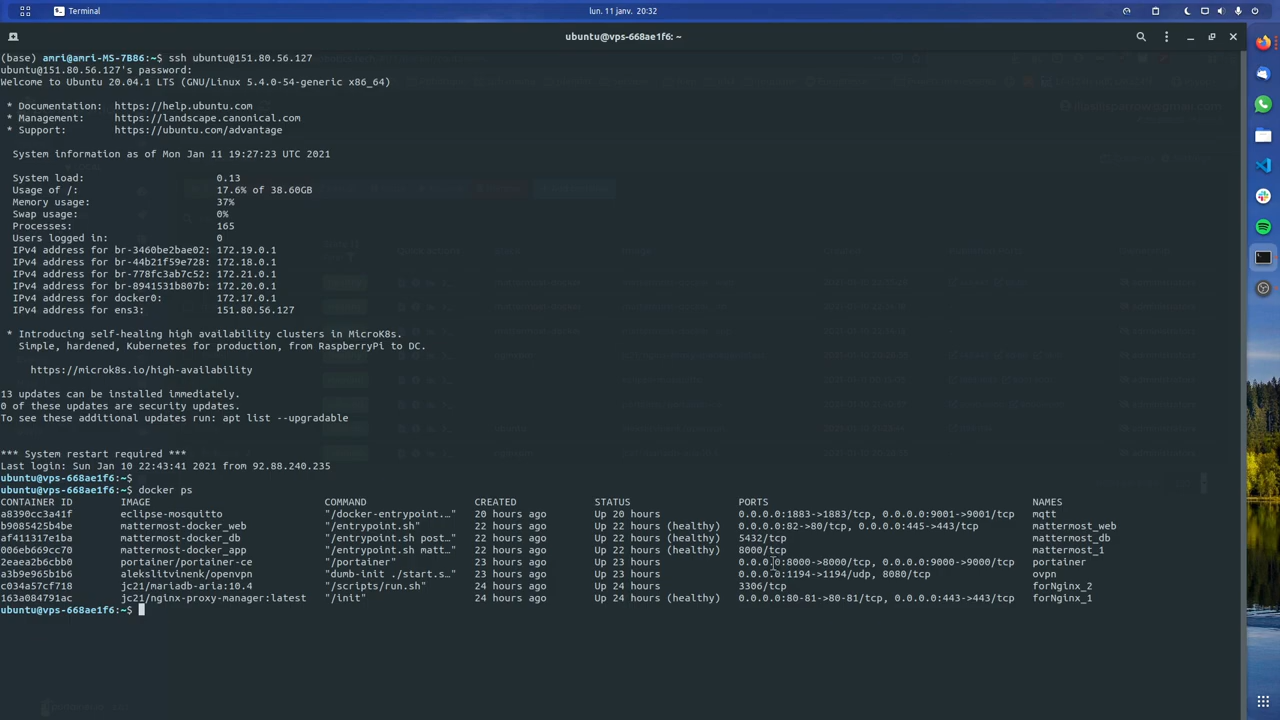 Terminal
lun. 11 janv. 20:32
ubuntu@vps-668ae1f6: ~
(base) amri@amri-MS-7B86:~$ ssh ubuntu@151.80.56.127
ubuntu@151.80.56.127's password:
Welcome to Ubuntu 20.04.1 LTS (GNU/Linux 5.4.0-54-generic x86_64)
* Documentation: https://help.ubuntu.com
* Management: https://landscape.canonical.com
* Support: https://ubuntu.com/advantage
System information as of Mon Jan 11 19:27:23 UTC 2021
System load: 0.13
Usage of /: 17.6% of 38.60GB
Memory usage: 37%
Swap usage: 0%
Processes: 165
Users logged in: 0
IPv4 address for br-3460be2bae02: 172.19.0.1
IPv4 address for br-44b21f59e728: 172.18.0.1
IPv4 address for br-778fc3ab7c52: 172.21.0.1
IPv4 address for br-8941531b807b: 172.20.0.1
IPv4 address for docker0: 172.17.0.1
IPv4 address for ens3: 151.80.56.127
* Introducing self-healing high availability clusters in MicroK8s.
Simple, hardened, Kubernetes for production, from RaspberryPi to DC.
https://microk8s.io/high-availability
13 updates can be installed immediately.
0 of these updates are security updates.
To see these additional updates run: apt list --upgradable
*** System restart required ***
Last login: Sun Jan 10 22:43:41 2021 from 92.88.240.235
ubuntu@vps-668ae1f6:~$
ubuntu@vps-668ae1f6:~$ docker ps
CONTAINER ID IMAGE COMMAND CREATED STATUS PORTS NAMES
a8390cc3a41f eclipse-mosquitto "/docker-entrypoint.…" 20 hours ago Up 20 hours 0.0.0.0:1883->1883/tcp, 0.0.0.0:9001->9001/tcp mqtt
b9085425b4be mattermost-docker_web "/entrypoint.sh" 22 hours ago Up 22 hours (healthy) 0.0.0.0:82->80/tcp, 0.0.0.0:445->443/tcp mattermost_web
af411317e1ba mattermost-docker_db "/entrypoint.sh post…" 22 hours ago Up 22 hours (healthy) 5432/tcp mattermost_db
006eb669cc70 mattermost-docker_app "/entrypoint.sh matt…" 22 hours ago Up 22 hours (healthy) 8000/tcp mattermost_1
2eaea2b6cbb0 portainer/portainer-ce "/portainer" 23 hours ago Up 23 hours 0.0.0.0:8000->8000/tcp, 0.0.0.0:9000->9000/tcp portainer
a3b9e965b1b6 alekslitvinenk/openvpn "dumb-init ./start.s…" 23 hours ago Up 23 hours 0.0.0.0:1194->1194/udp, 8080/tcp ovpn
c034a57cf718 jc21/mariadb-aria:10.4 "/scripts/run.sh" 24 hours ago Up 24 hours 3306/tcp forNginx_2
163a084791ac jc21/nginx-proxy-manager:latest "/init" 24 hours ago Up 24 hours (healthy) 0.0.0.0:80-81->80-81/tcp, 0.0.0.0:443->443/tcp forNginx_1
ubuntu@vps-668ae1f6:~$